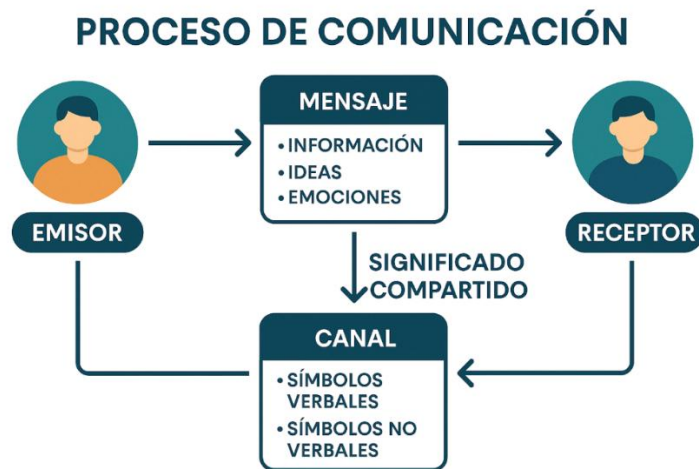 PROCESO DE COMUNICACIÓN
MENSAJE
• INFORMACIÓN
• IDEAS
• EMOCIONES
EMISOR
RECEPTOR
SIGNIFICADO
COMPARTIDO
CANAL
• SÍMBOLOS
VERBALES
• SÍMBOLOS NO
VERBALES